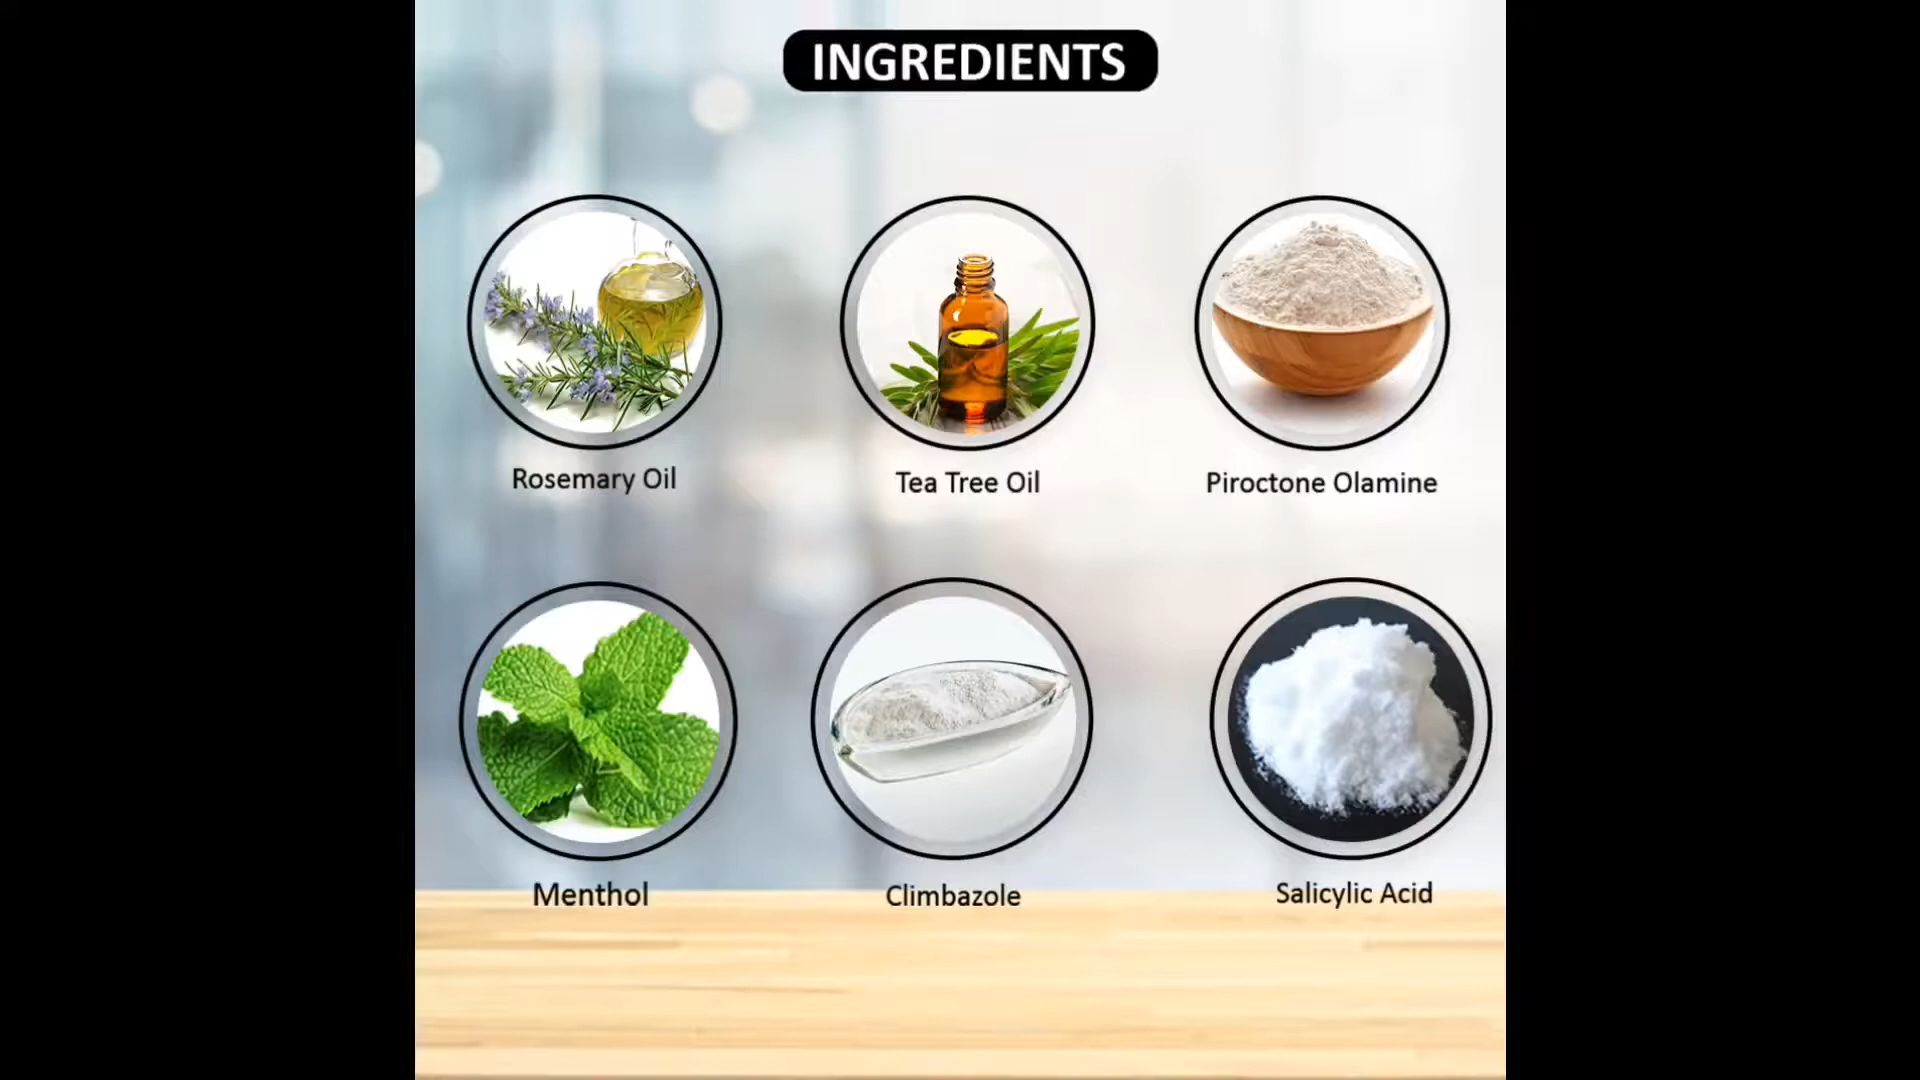 INGREDIENTS
Rosemary Oil
Tea Tree Oil
Piroctone Olamine
Menthol
Climbazole
Salicylic Acid